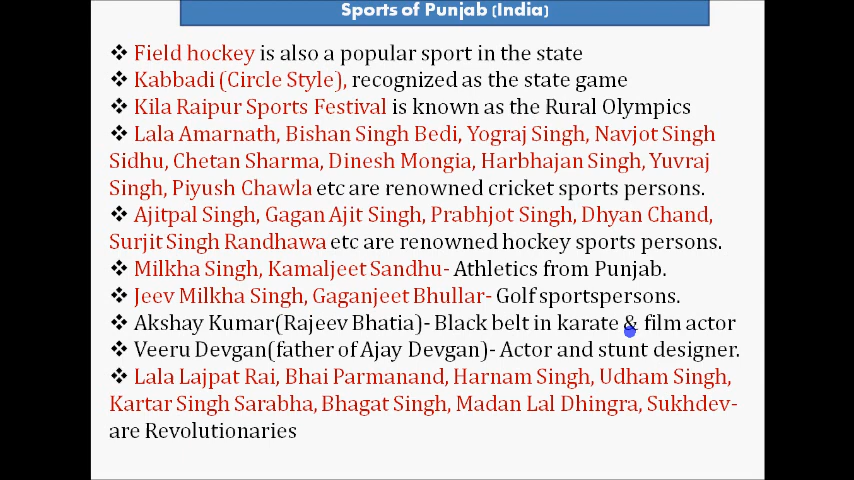 Sports of Punjab (India)
❖ Field hockey is also a popular sport in the state
❖ Kabbadi (Circle Style), recognized as the state game
❖ Kila Raipur Sports Festival is known as the Rural Olympics
❖ Lala Amarnath, Bishan Singh Bedi, Yograj Singh, Navjot Singh
Sidhu, Chetan Sharma, Dinesh Mongia, Harbhajan Singh, Yuvraj
Singh, Piyush Chawla etc are renowned cricket sports persons.
❖ Ajitpal Singh, Gagan Ajit Singh, Prabhjot Singh, Dhyan Chand,
Surjit Singh Randhawa etc are renowned hockey sports persons.
❖ Milkha Singh, Kamaljeet Sandhu- Athletics from Punjab.
❖ Jeev Milkha Singh, Gaganjeet Bhullar- Golf sportspersons.
❖ Akshay Kumar(Rajeev Bhatia)- Black belt in karate & film actor
❖ Veeru Devgan(father of Ajay Devgan)- Actor and stunt designer.
❖ Lala Lajpat Rai, Bhai Parmanand, Harnam Singh, Udham Singh,
Kartar Singh Sarabha, Bhagat Singh, Madan Lal Dhingra, Sukhdev-
are Revolutionaries